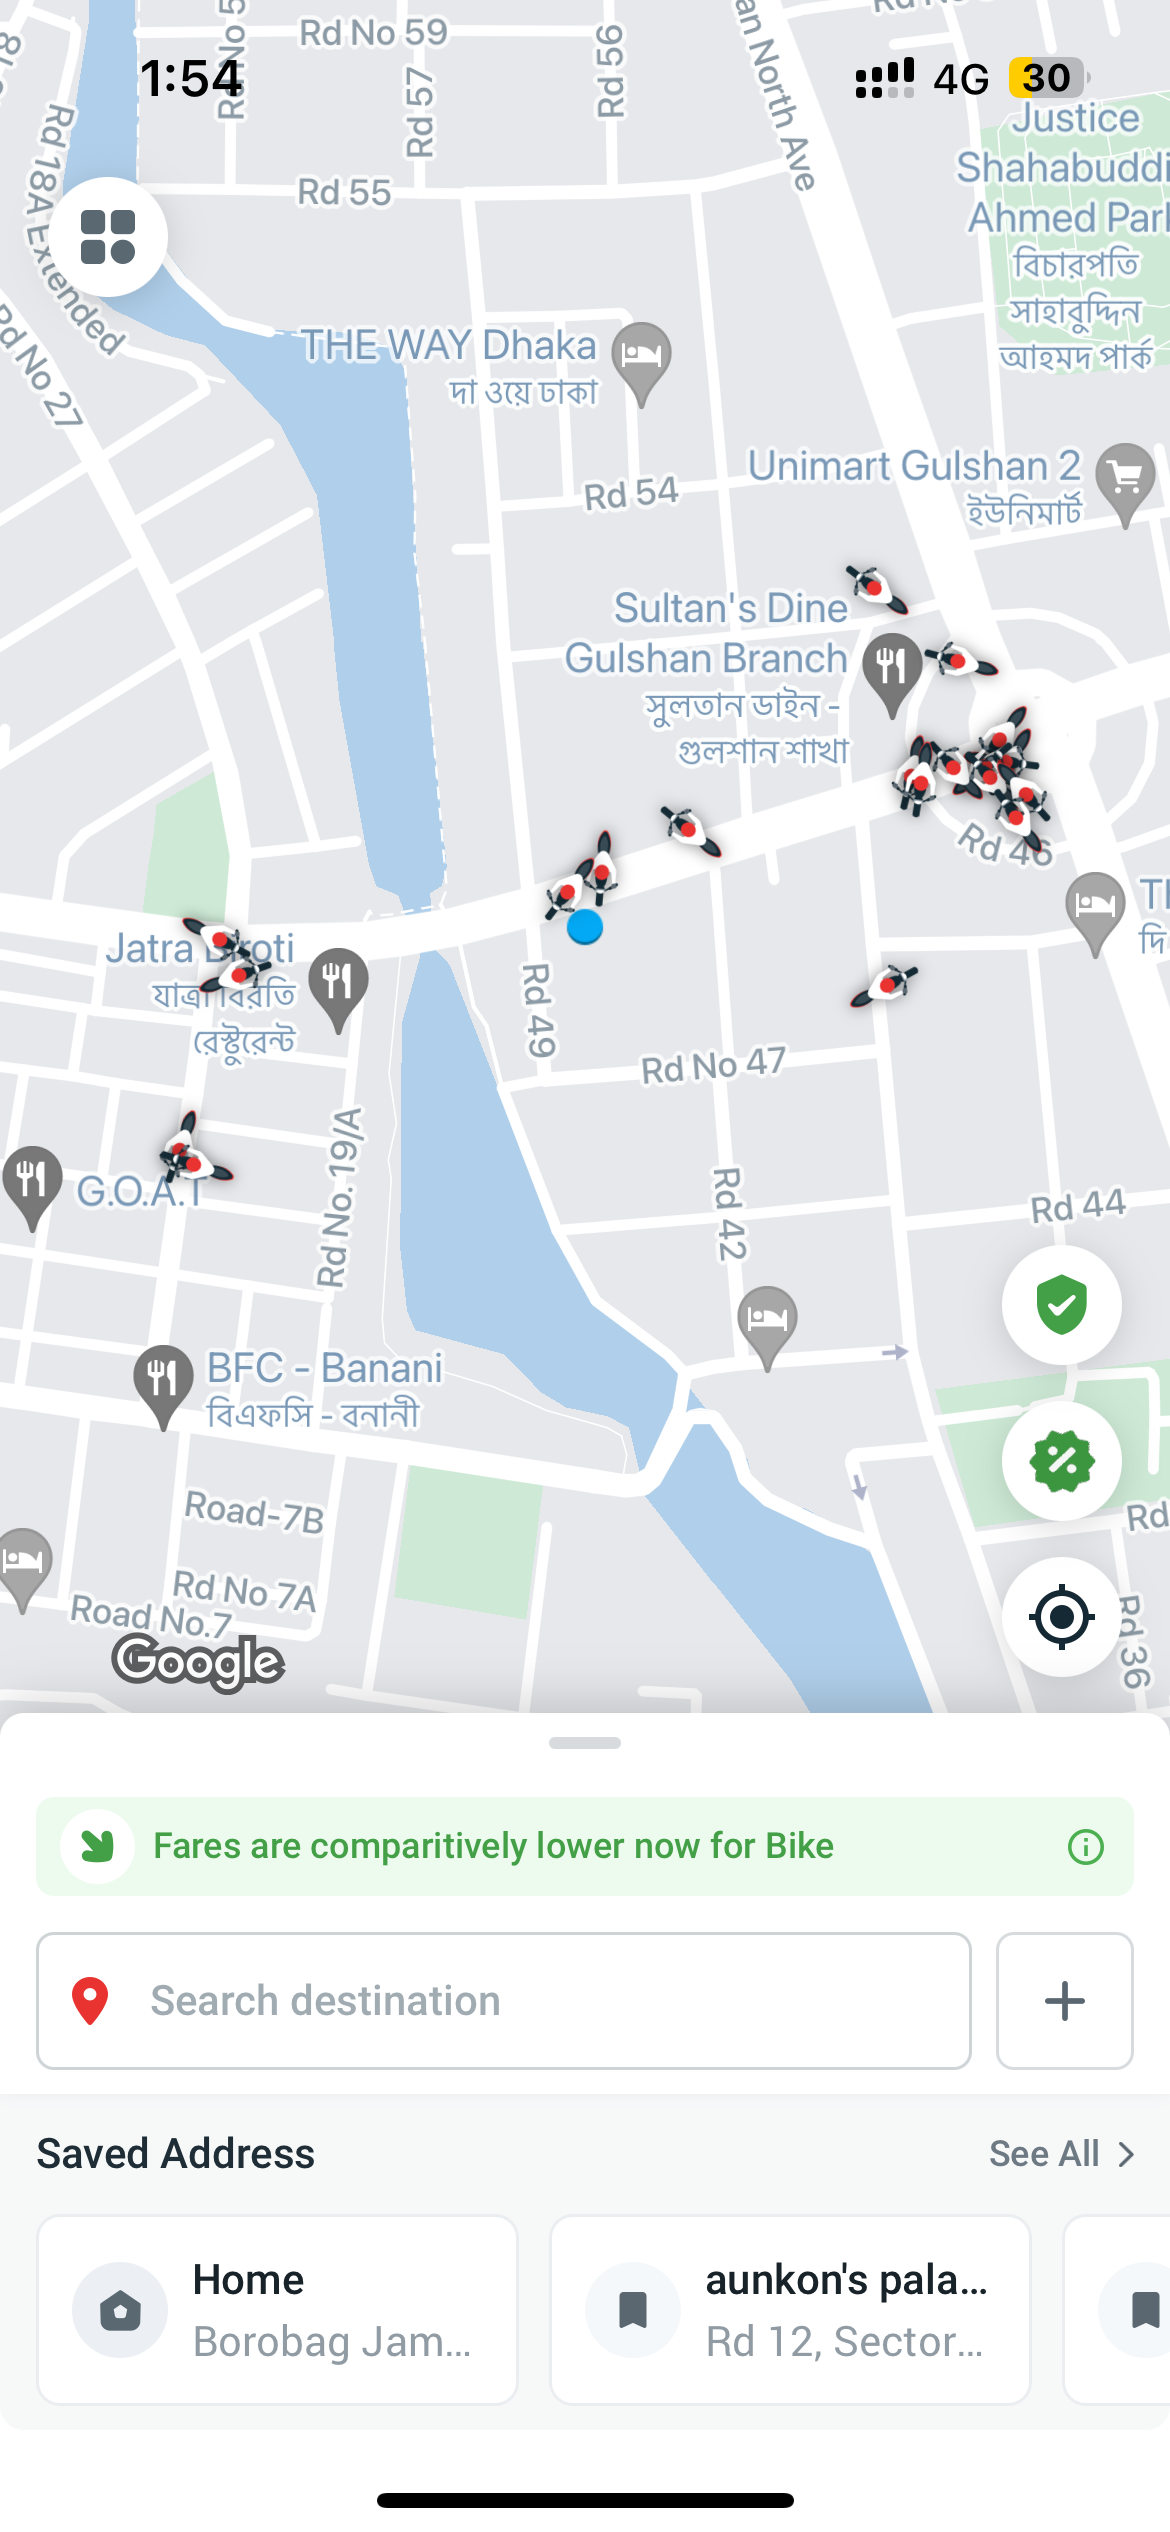 1:54
4G
30
Rd No 59
Rd No 5
Rd 57
Rd 56
an North Ave
Rd 18A Extended
Rd 55
Justice
Shahabuddi
Ahmed Park
বিচারপতি
সাহাবুদ্দিন
আহমদ পার্ক
Rd No 27
THE WAY Dhaka
দ্য ওয়ে ঢাকা
Rd 54
Unimart Gulshan 2
ইউনিমার্ট
Sultan's Dine
Gulshan Branch
সুলতান ডাইন -
গুলশান শাখা
Rd 46
Jatra Biroti
যাত্রা বিরতি
রেস্টুরেন্ট
Rd 49
Rd No 47
G.O.A.T
Rd No. 19/A
Rd 42
Rd 44
BFC - Banani
বিএফসি - বনানী
Road-7B
Rd No 7A
Road No.7
Rd
Rd 36
Google
Fares are comparitively lower now for Bike
Search destination
Saved Address
See All
Home
Borobag Jam...
aunkon's pala...
Rd 12, Sector...